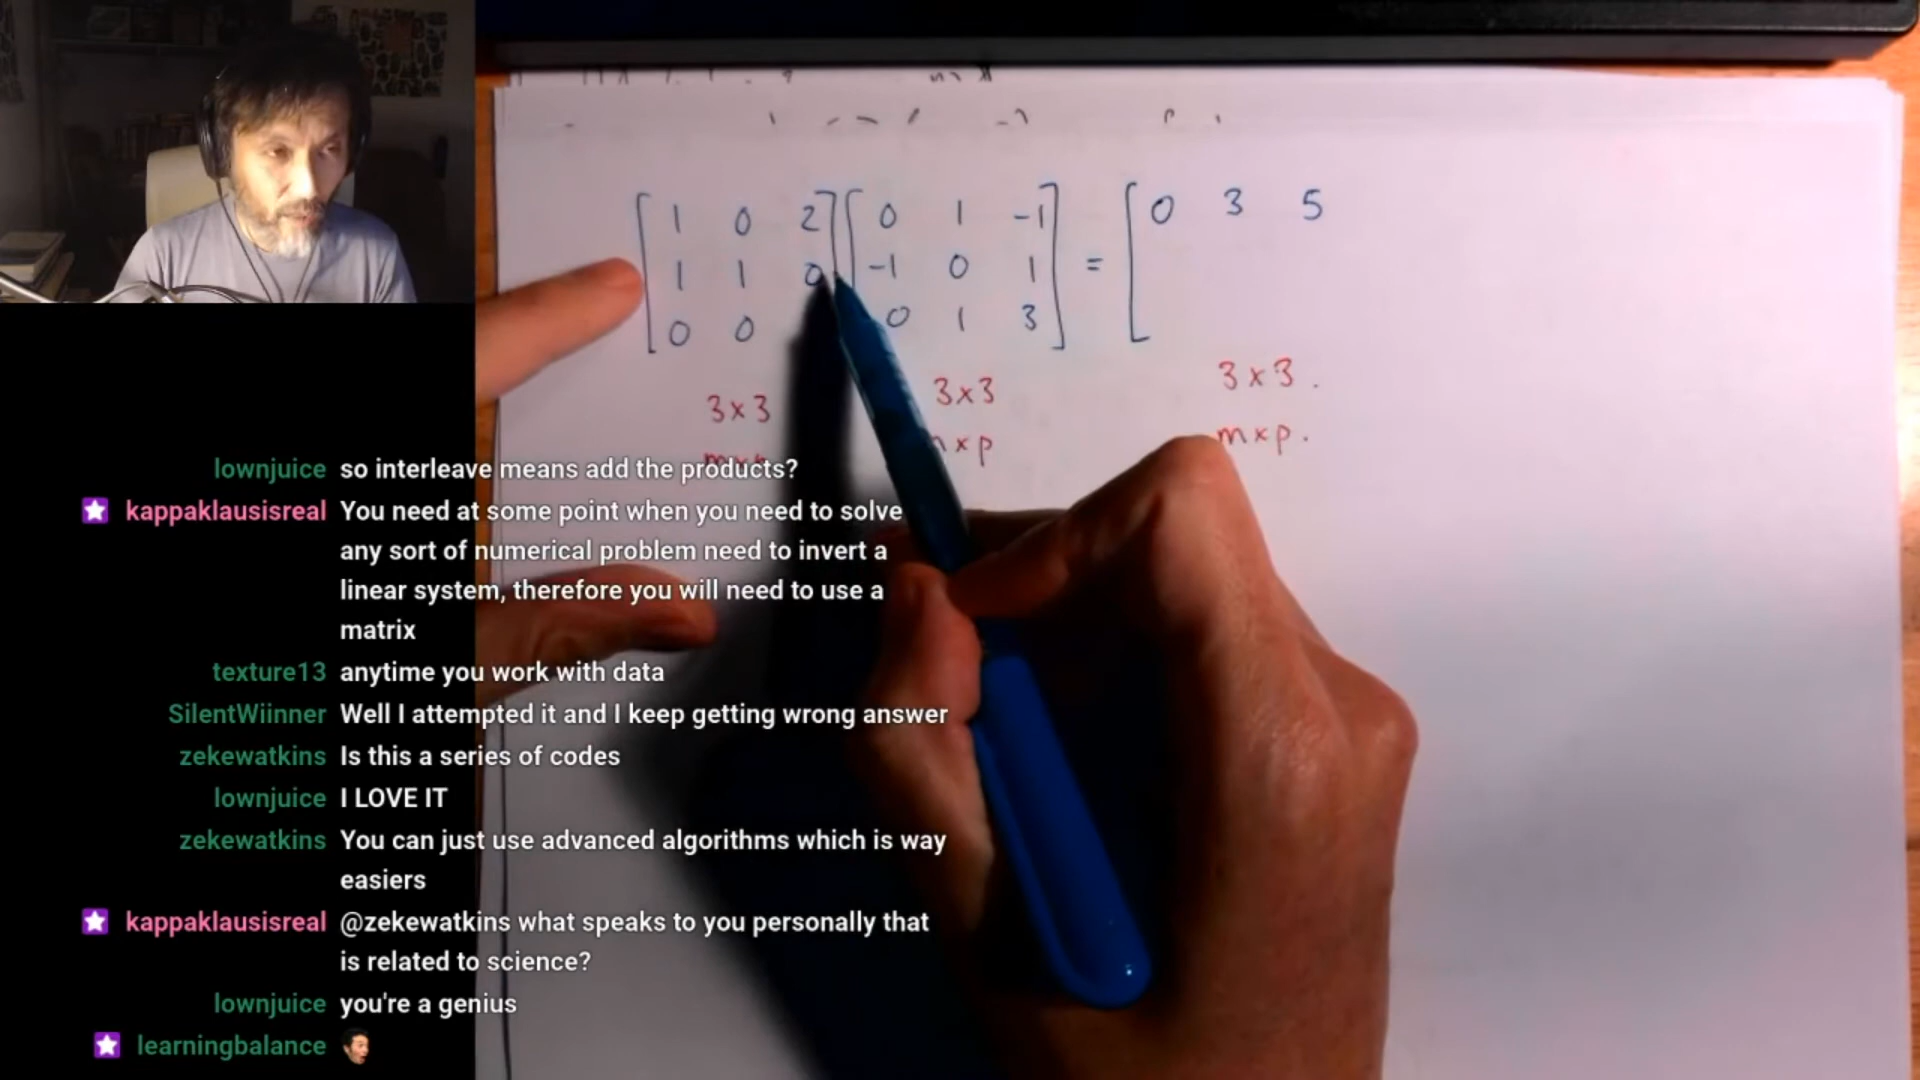 [ 1 0 2 ] [ 0 1 -1 ] = [ 0 3 5
1 1 0 -1 0 1
0 0 0 1 3
3x3 3x3 3x3.
xp mxp.
lownjuice so interleave means add the products?
kappaklausisreal You need at some point when you need to solve
any sort of numerical problem need to invert a
linear system, therefore you will need to use a
matrix
texture13 anytime you work with data
SilentWiinner Well I attempted it and I keep getting wrong answer
zekewatkins Is this a series of codes
lownjuice I LOVE IT
zekewatkins You can just use advanced algorithms which is way
easiers
kappaklausisreal @zekewatkins what speaks to you personally that
is related to science?
lownjuice you're a genius
learningbalance